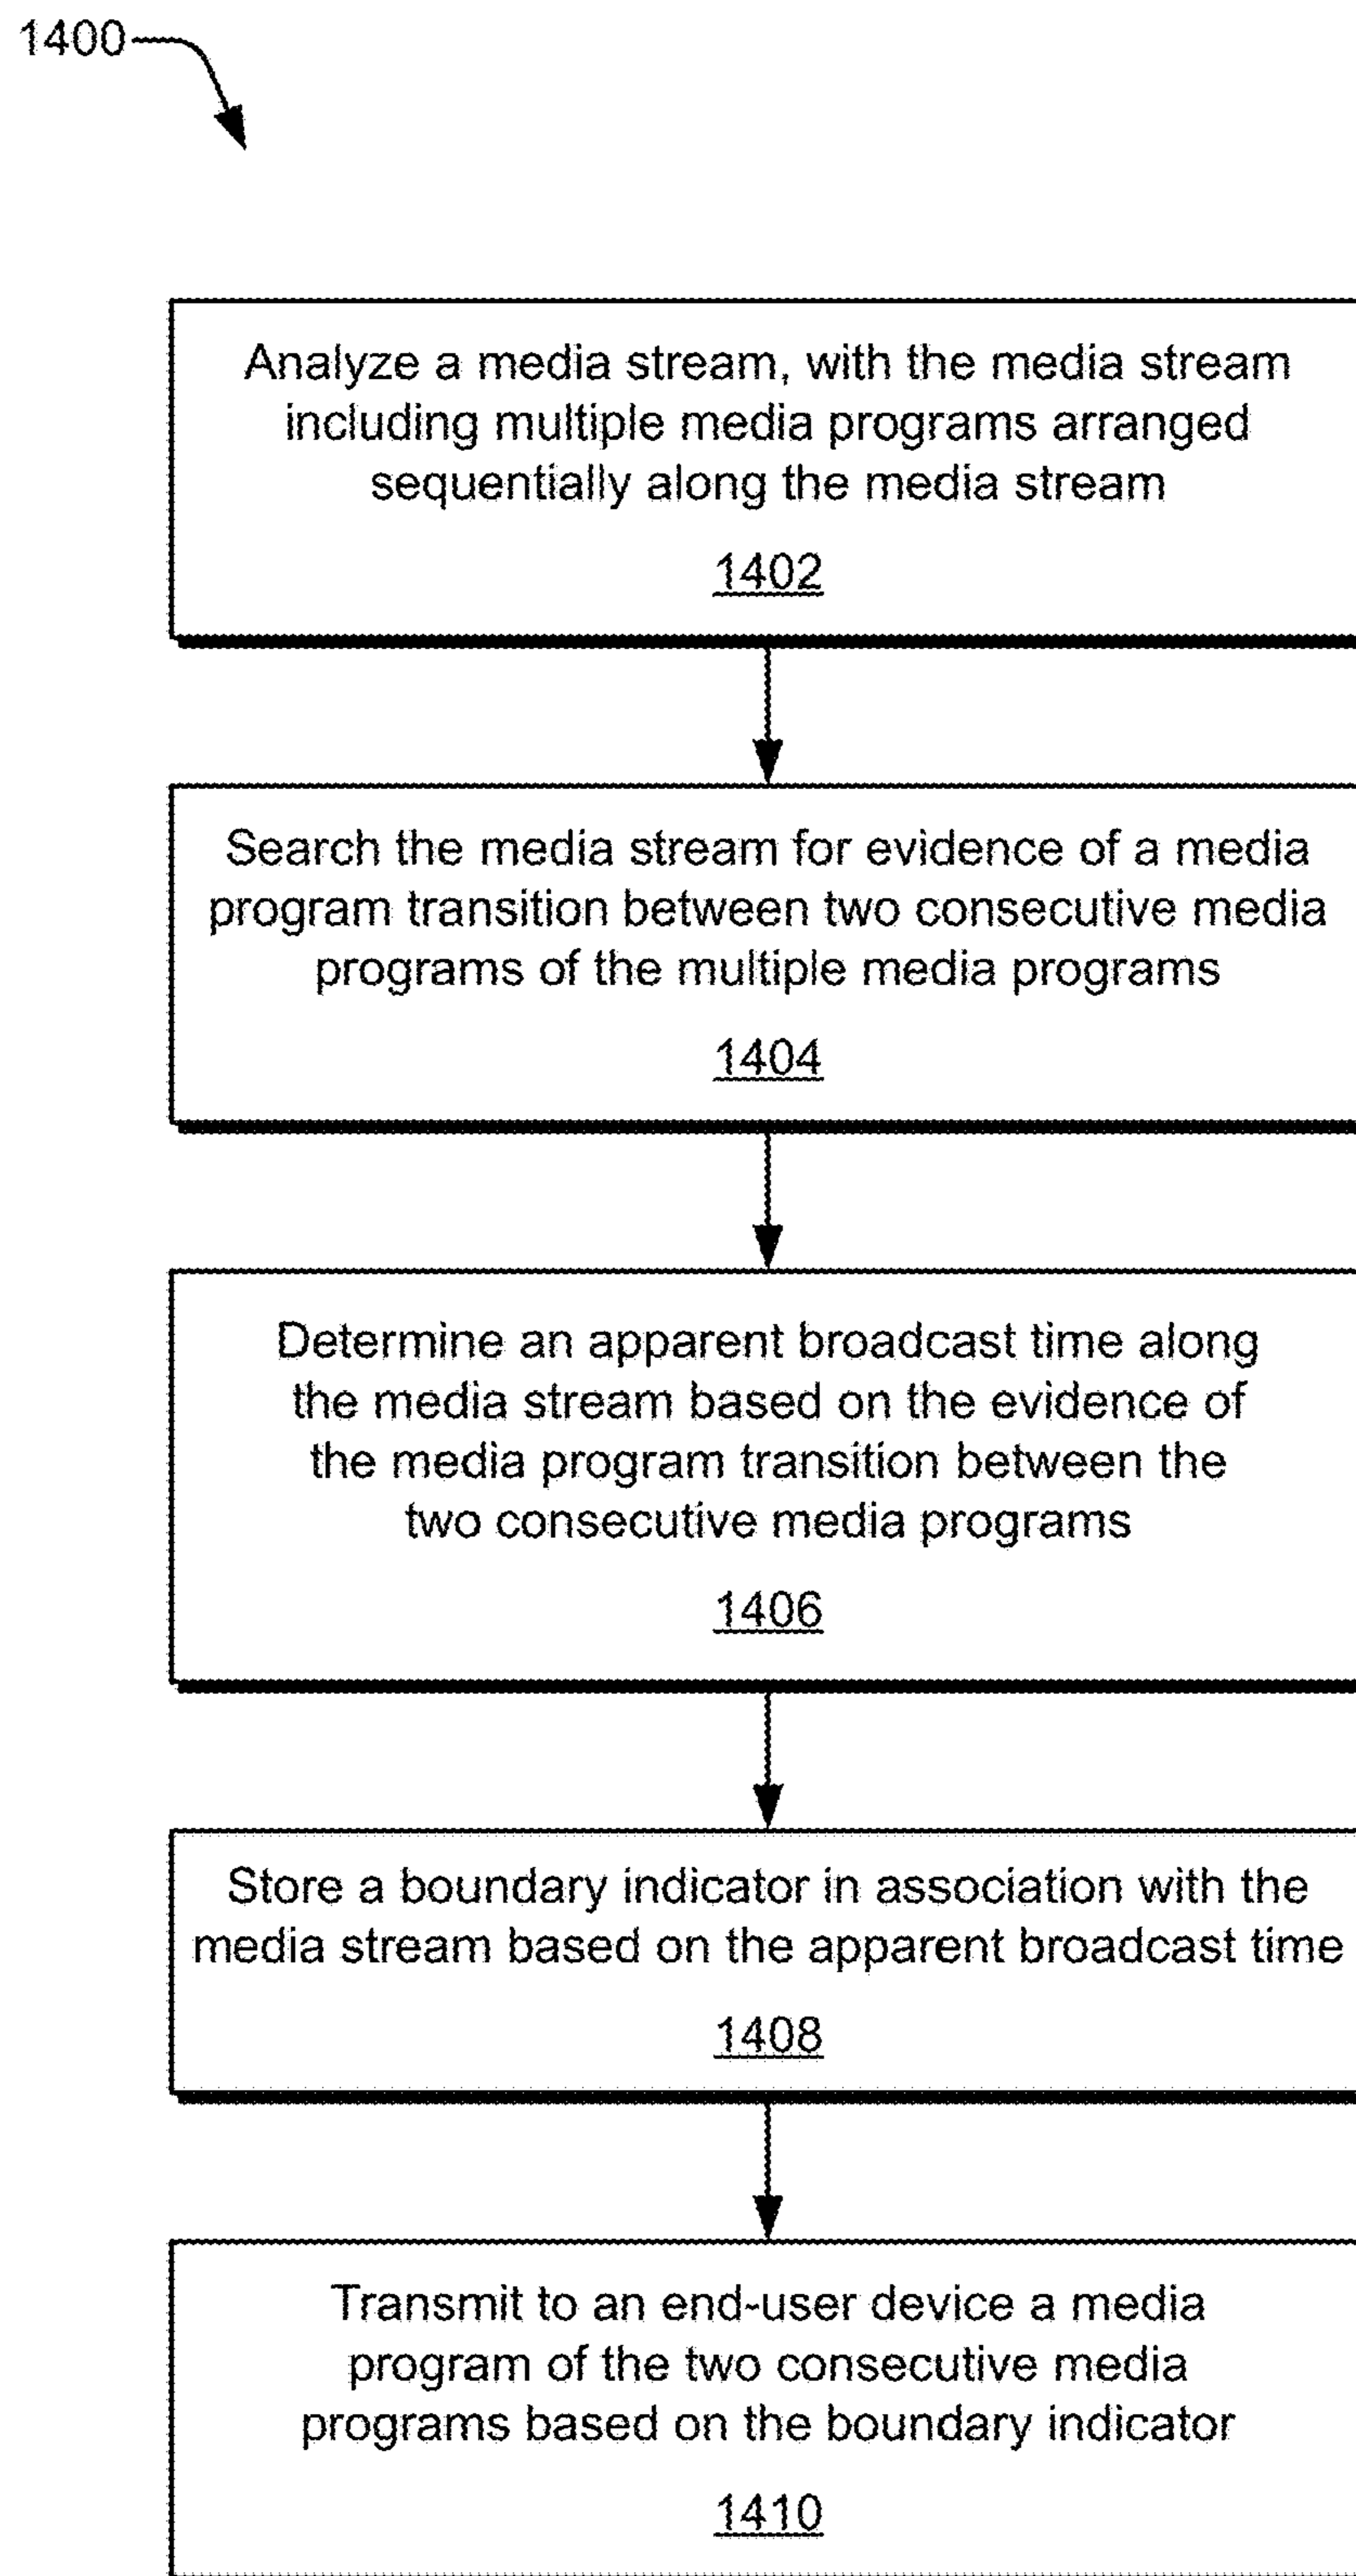 1400
Analyze a media stream, with the media stream
including multiple media programs arranged
sequentially along the media stream
1402
Search the media stream for evidence of a media
program transition between two consecutive media
programs of the multiple media programs
1404
Determine an apparent broadcast time along
the media stream based on the evidence of
the media program transition between the
two consecutive media programs
1406
Store a boundary indicator in association with the
media stream based on the apparent broadcast time
1408
Transmit to an end-user device a media
program of the two consecutive media
programs based on the boundary indicator
1410